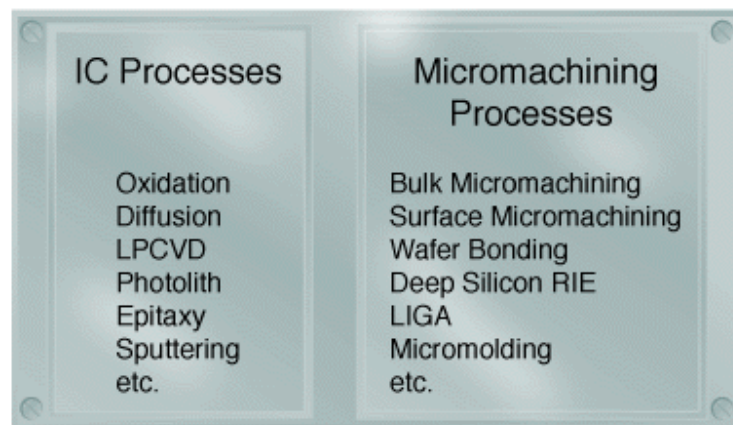 IC Processes
Oxidation
Diffusion
LPCVD
Photolith
Epitaxy
Sputtering
etc.
Micromachining
Processes
Bulk Micromachining
Surface Micromachining
Wafer Bonding
Deep Silicon RIE
LIGA
Micromolding
etc.